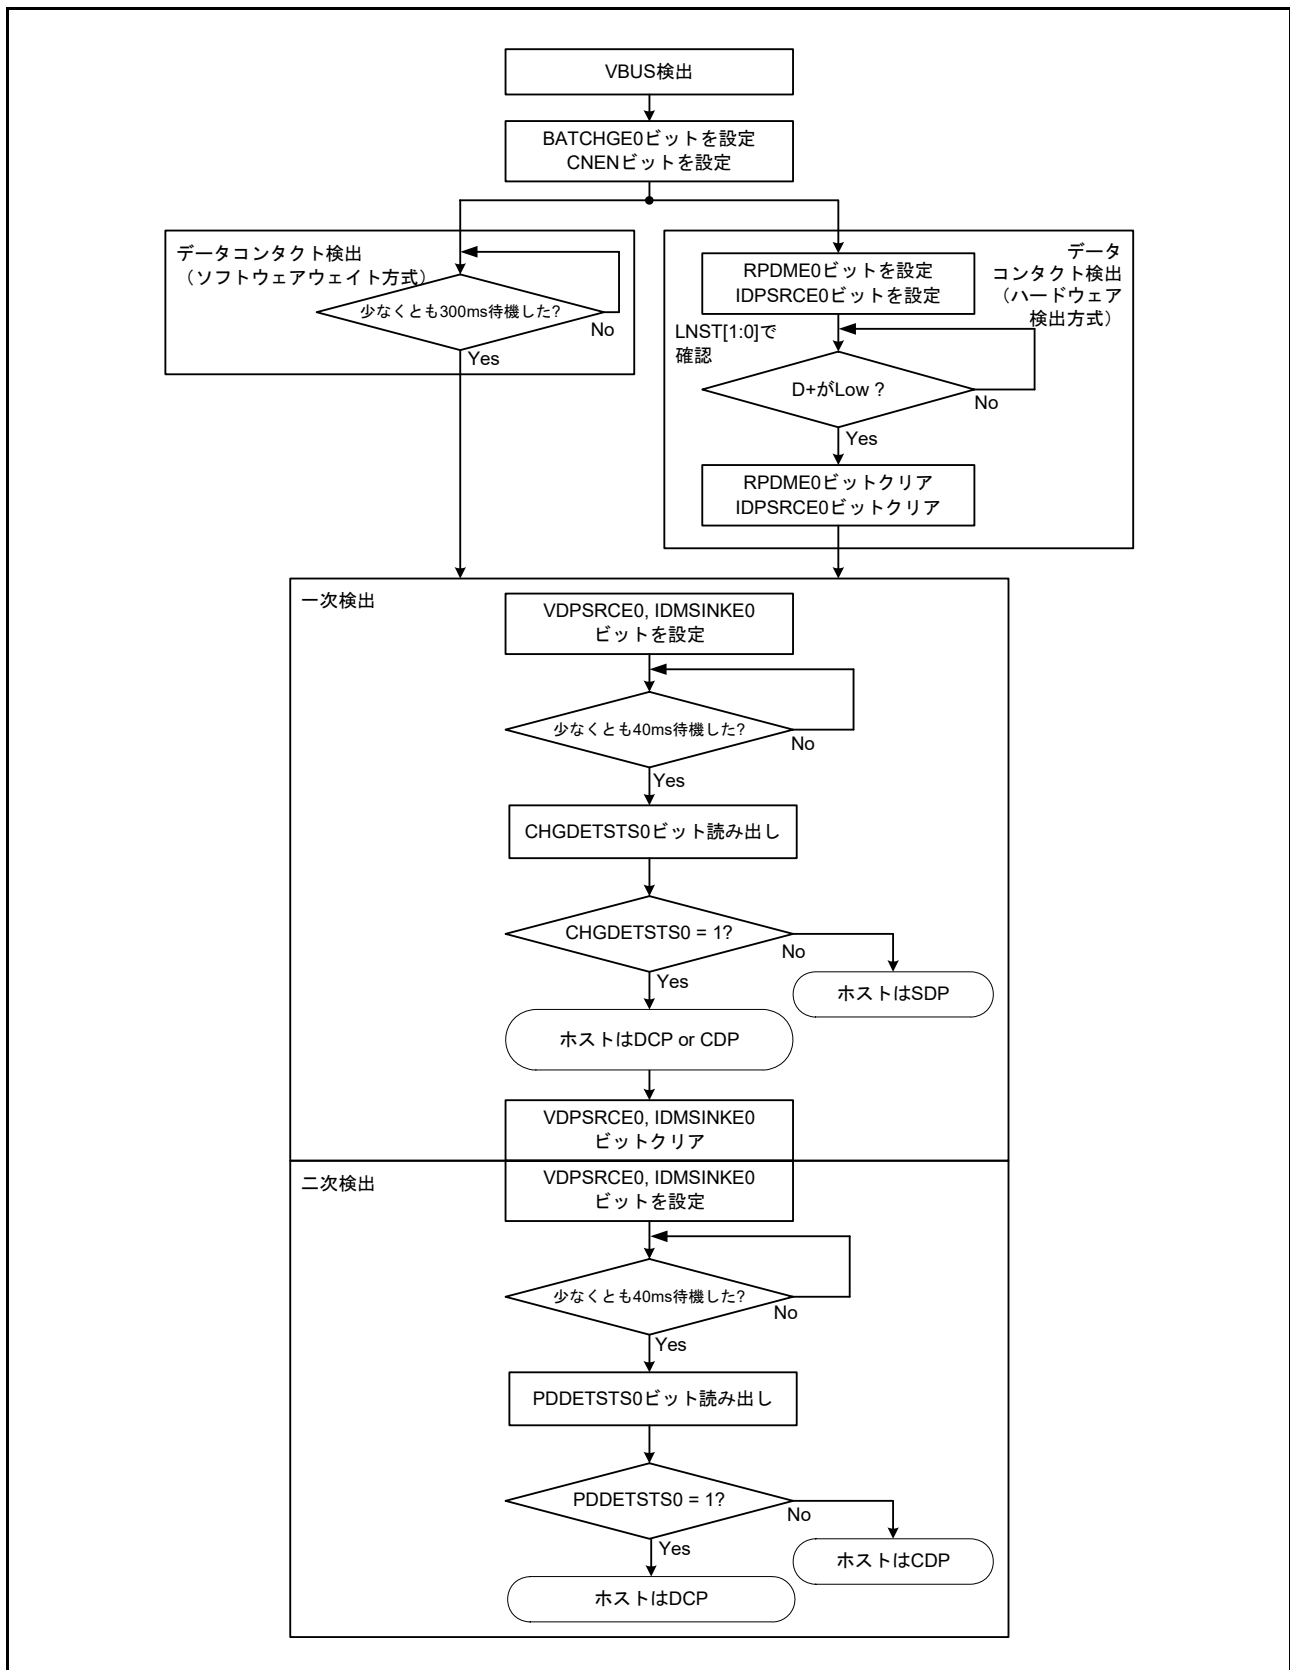 VBUS検出
BATCHGE0ビットを設定
CNENビットを設定
データコンタクト検出
（ソフトウェアウェイト方式）
少なくとも300ms待機した?
No
Yes
データ
コンタクト検出
（ハードウェア
検出方式）
RPDME0ビットを設定
IDPSRCE0ビットを設定
LNST[1:0]で
確認
D+がLow ?
No
Yes
RPDME0ビットクリア
IDPSRCE0ビットクリア
一次検出
VDPSRCE0, IDMSINKE0
ビットを設定
少なくとも40ms待機した?
No
Yes
CHGDETSTS0ビット読み出し
CHGDETSTS0 = 1?
No
Yes
ホストはSDP
ホストはDCP or CDP
VDPSRCE0, IDMSINKE0
ビットクリア
二次検出
VDPSRCE0, IDMSINKE0
ビットを設定
少なくとも40ms待機した?
No
Yes
PDDETSTS0ビット読み出し
PDDETSTS0 = 1?
No
Yes
ホストはCDP
ホストはDCP